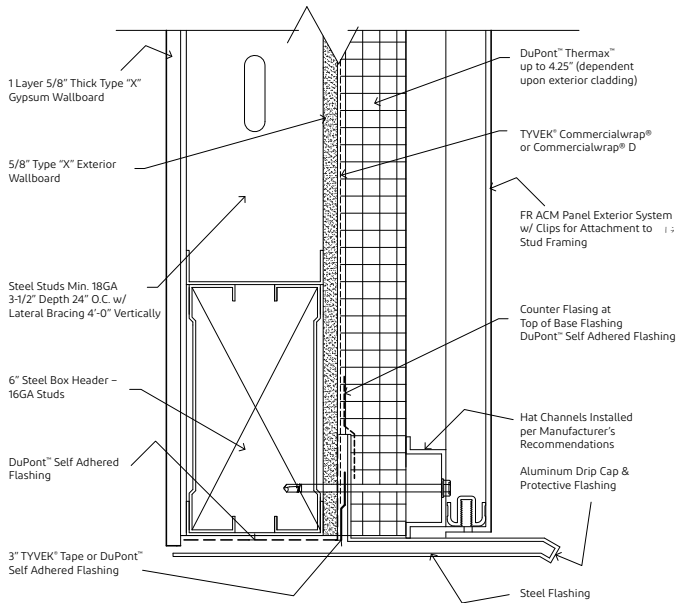 1 Layer 5/8" Thick Type "X"
Gypsum Wallboard
5/8" Type "X" Exterior
Wallboard
Steel Studs Min. 18GA
3-1/2" Depth 24" O.C. w/
Lateral Bracing 4'-0" Vertically
6" Steel Box Header –
16GA Studs
DuPont™ Self Adhered
Flashing
3" TYVEK® Tape or DuPont™
Self Adhered Flashing
DuPont™ Thermax™
up to 4.25" (dependent
upon exterior cladding)
TYVEK® Commercialwrap®
or Commercialwrap® D
FR ACM Panel Exterior System
w/ Clips for Attachment to
Stud Framing
Counter Flasing at
Top of Base Flashing
DuPont™ Self Adhered Flashing
Hat Channels Installed
per Manufacturer's
Recommendations
Aluminum Drip Cap &
Protective Flashing
Steel Flashing